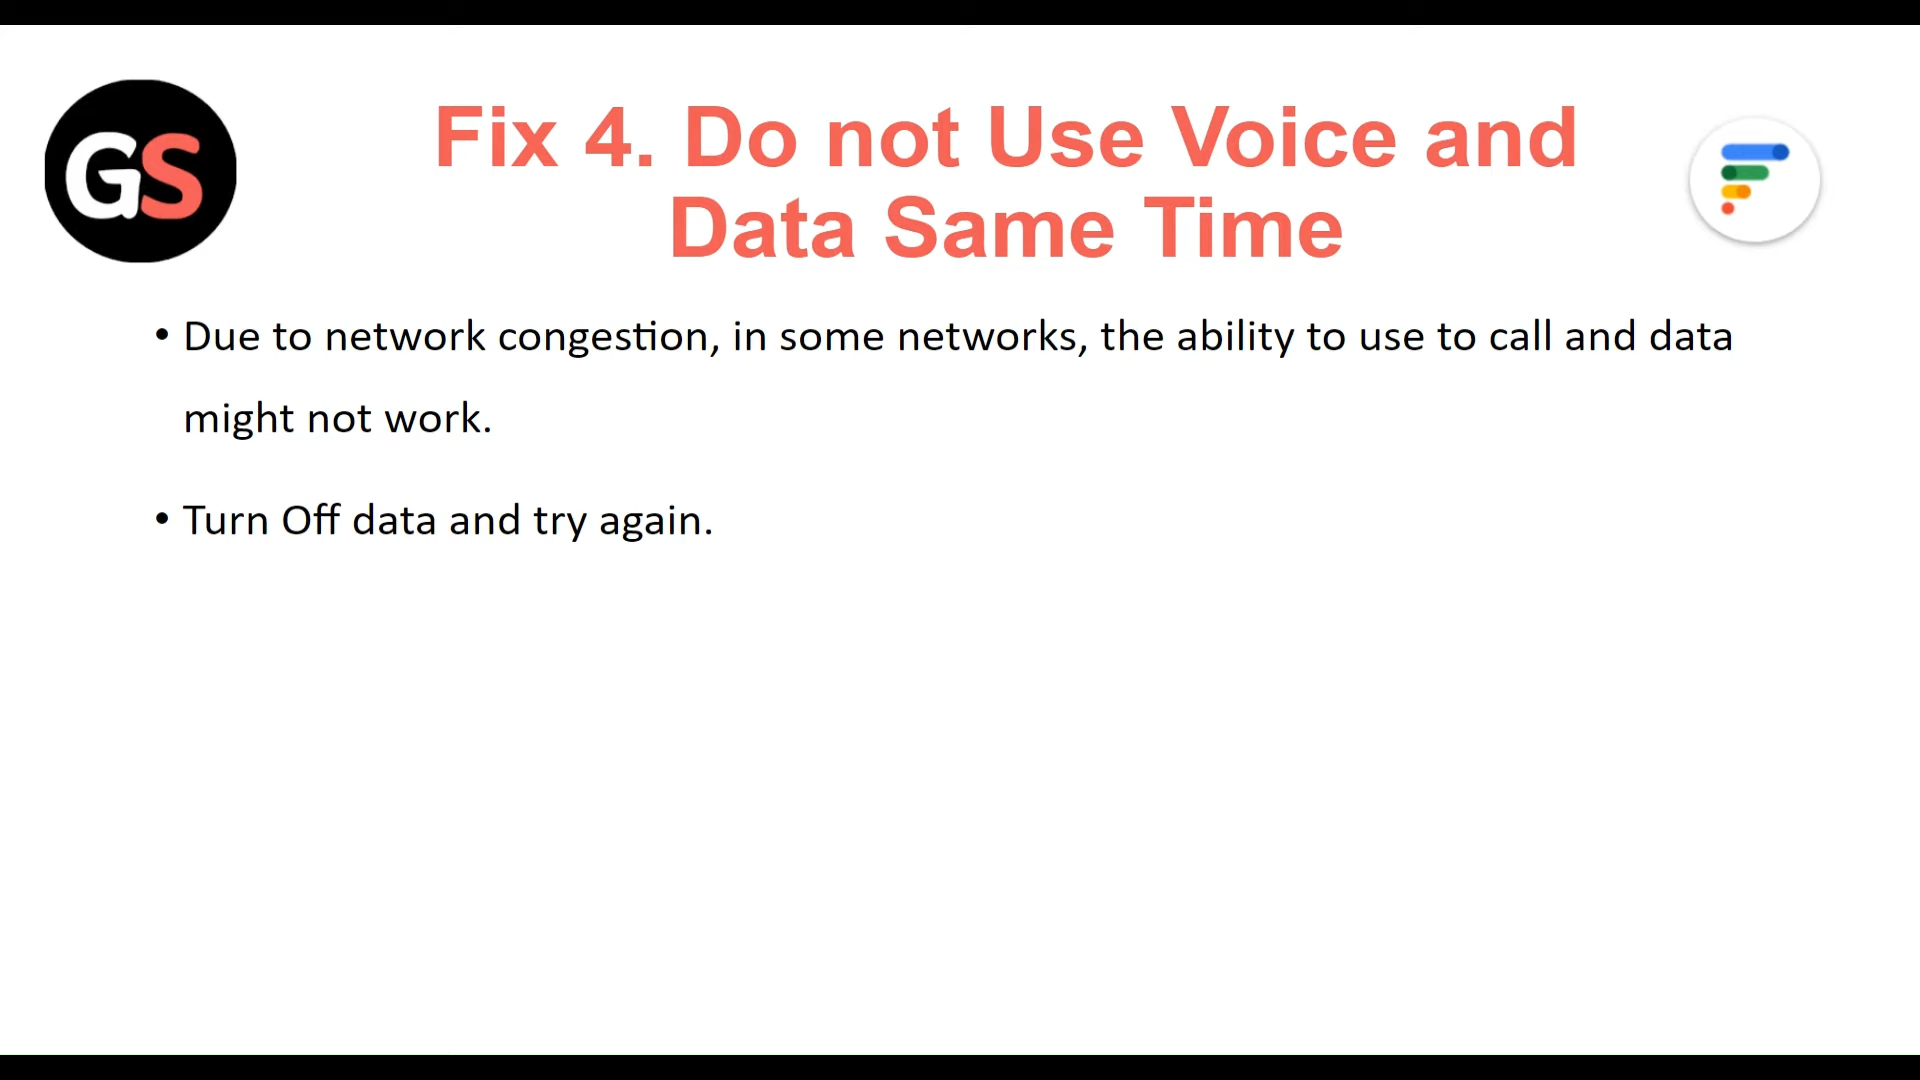 GS
Fix 4. Do not Use Voice and
Data Same Time
• Due to network congestion, in some networks, the ability to use to call and data
might not work.
• Turn Off data and try again.